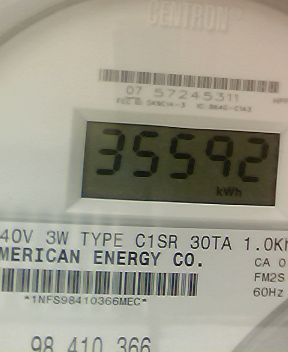 CENTRON
07 57245311
35592
kWh
40V 3W TYPE C1SR 30TA 1.0Kh
MERICAN ENERGY CO.
CA 0
FM2S
*1NFS98410366MEC*
60Hz
98 410 366